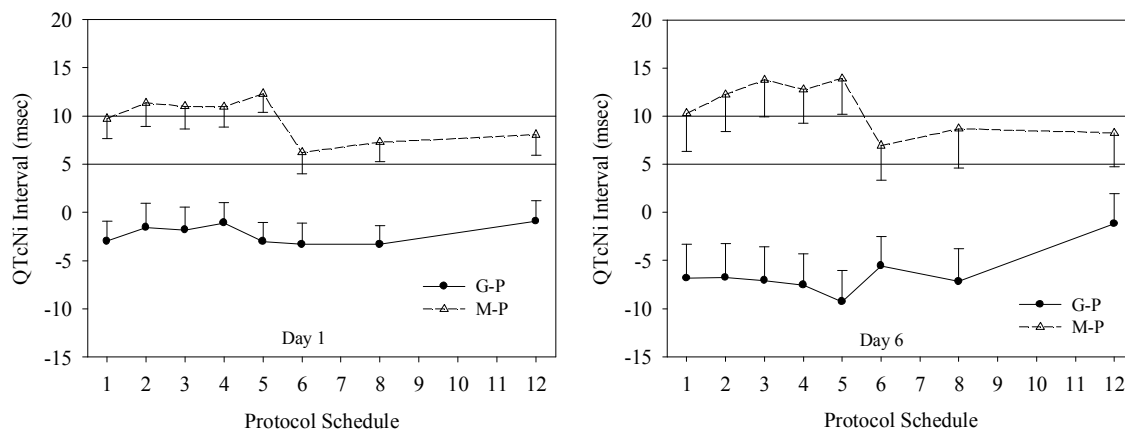 20
15
10
5
0
-5
-10
-15
QTcNi Interval (msec)
G-P
M-P
Day 1
1 2 3 4 5 6 7 8 9 10 11 12
Protocol Schedule
20
15
10
5
0
-5
-10
-15
QTcNi Interval (msec)
G-P
M-P
Day 6
1 2 3 4 5 6 7 8 9 10 11 12
Protocol Schedule